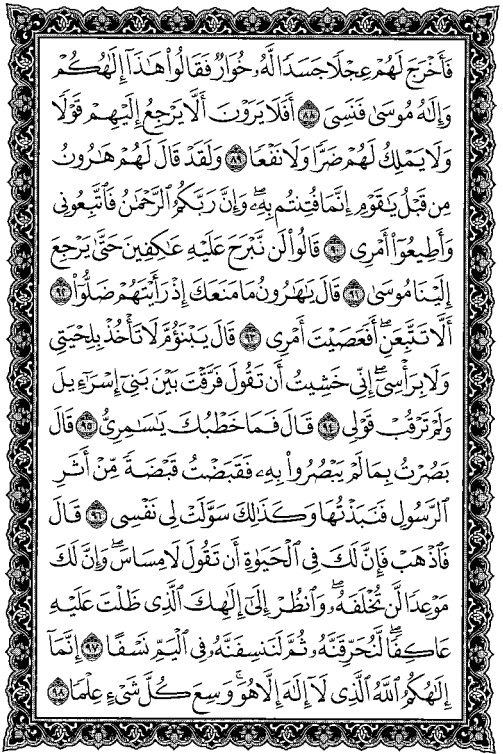 فَأَخْرَجَ لَهُمْ عِجْلًا جَسَدًا لَّهُۥ خُوَارٌ فَقَالُوا۟ هَٰذَآ إِلَٰهُكُمْ
وَإِلَٰهُ مُوسَىٰ فَنَسِىَ ٨٨ أَفَلَا يَرَوْنَ أَلَّا يَرْجِعُ إِلَيْهِمْ قَوْلًا
وَلَا يَمْلِكُ لَهُمْ ضَرًّا وَلَا نَفْعًا ٨٩ وَلَقَدْ قَالَ لَهُمْ هَٰرُونُ
مِن قَبْلُ يَٰقَوْمِ إِنَّمَا فُتِنتُم بِهِۦ ۖ وَإِنَّ رَبَّكُمُ ٱلرَّحْمَٰنُ فَٱتَّبِعُونِى
وَأَطِيعُوٓا۟ أَمْرِى ٩٠ قَالُوا۟ لَن نَّبْرَحَ عَلَيْهِ عَٰكِفِينَ حَتَّىٰ يَرْجِعَ
إِلَيْنَا مُوسَىٰ ٩١ قَالَ يَٰهَٰرُونُ مَا مَنَعَكَ إِذْ رَأَيْتَهُمْ ضَلُّوٓا۟ ٩٢
أَلَّا تَتَّبِعَنِ ۖ أَفَعَصَيْتَ أَمْرِى ٩٣ قَالَ يَبْنَؤُمَّ لَا تَأْخُذْ بِلِحْيَتِى
وَلَا بِرَأْسِىٓ ۖ إِنِّى خَشِيتُ أَن تَقُولَ فَرَّقْتَ بَيْنَ بَنِىٓ إِسْرَٰٓءِيلَ
وَلَمْ تَرْقُبْ قَوْلِى ٩٤ قَالَ فَمَا خَطْبُكَ يَٰسَٰمِرِىُّ ٩٥ قَالَ
بَصُرْتُ بِمَا لَمْ يَبْصُرُوا۟ بِهِۦ فَقَبَضْتُ قَبْضَةً مِّنْ أَثَرِ
ٱلرَّسُولِ فَنَبَذْتُهَا وَكَذَٰلِكَ سَوَّلَتْ لِى نَفْسِى ٩٦ قَالَ
فَٱذْهَبْ فَإِنَّ لَكَ فِى ٱلْحَيَوٰةِ أَن تَقُولَ لَا مِسَاسَ ۖ وَإِنَّ لَكَ
مَوْعِدًا لَّن تُخْلَفَهُۥ ۖ وَٱنظُرْ إِلَىٰٓ إِلَٰهِكَ ٱلَّذِى ظَلْتَ عَلَيْهِ
عَاكِفًا ۖ لَّنُحَرِّقَنَّهُۥ ثُمَّ لَنَنسِفَنَّهُۥ فِى ٱلْيَمِّ نَسْفًا ٩٧ إِنَّمَآ
إِلَٰهُكُمُ ٱللَّهُ ٱلَّذِى لَآ إِلَٰهَ إِلَّا هُوَ ۚ وَسِعَ كُلَّ شَىْءٍ عِلْمًا ٩٨